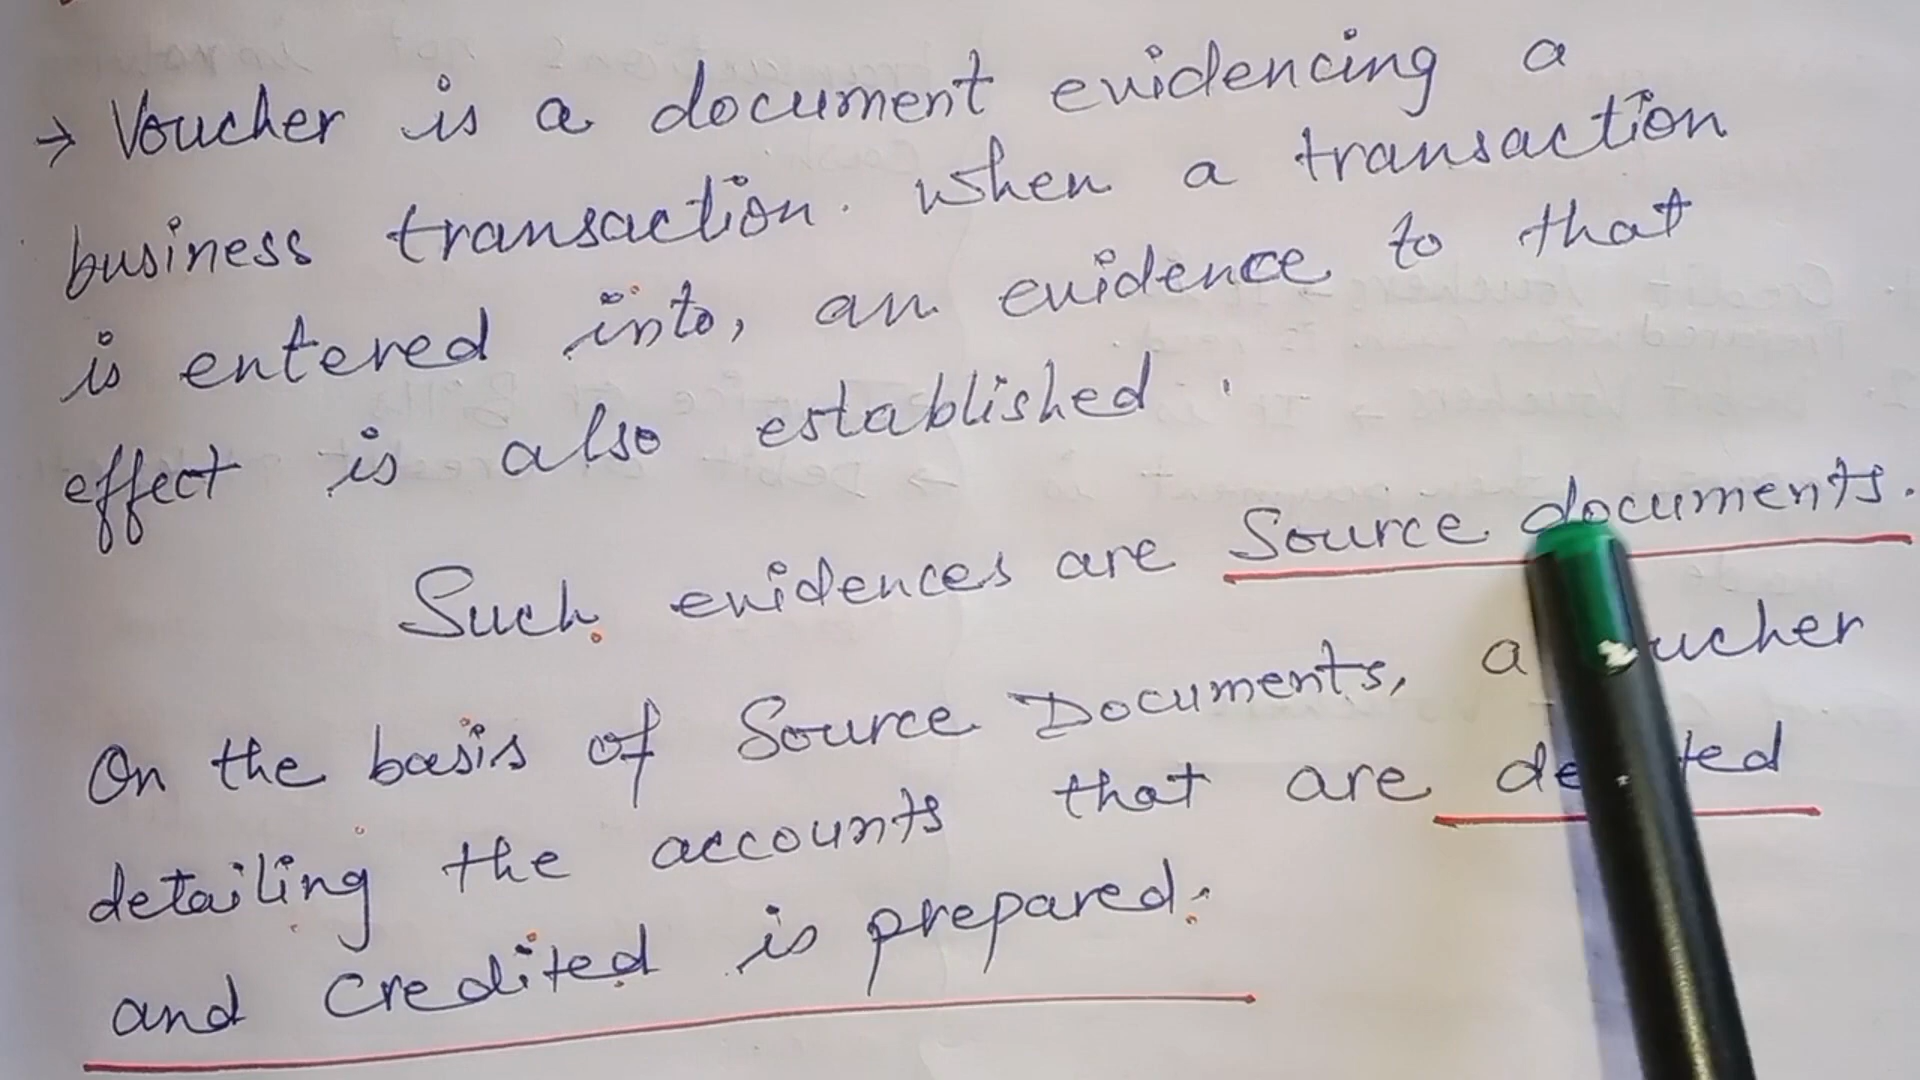 → Voucher is a document evidencing a
business transaction. When a transaction
is entered into, an evidence to that
effect is also established.
Such evidences are Source documents.
On the basis of Source Documents, a
detailing the accounts that are
and credited is prepared.